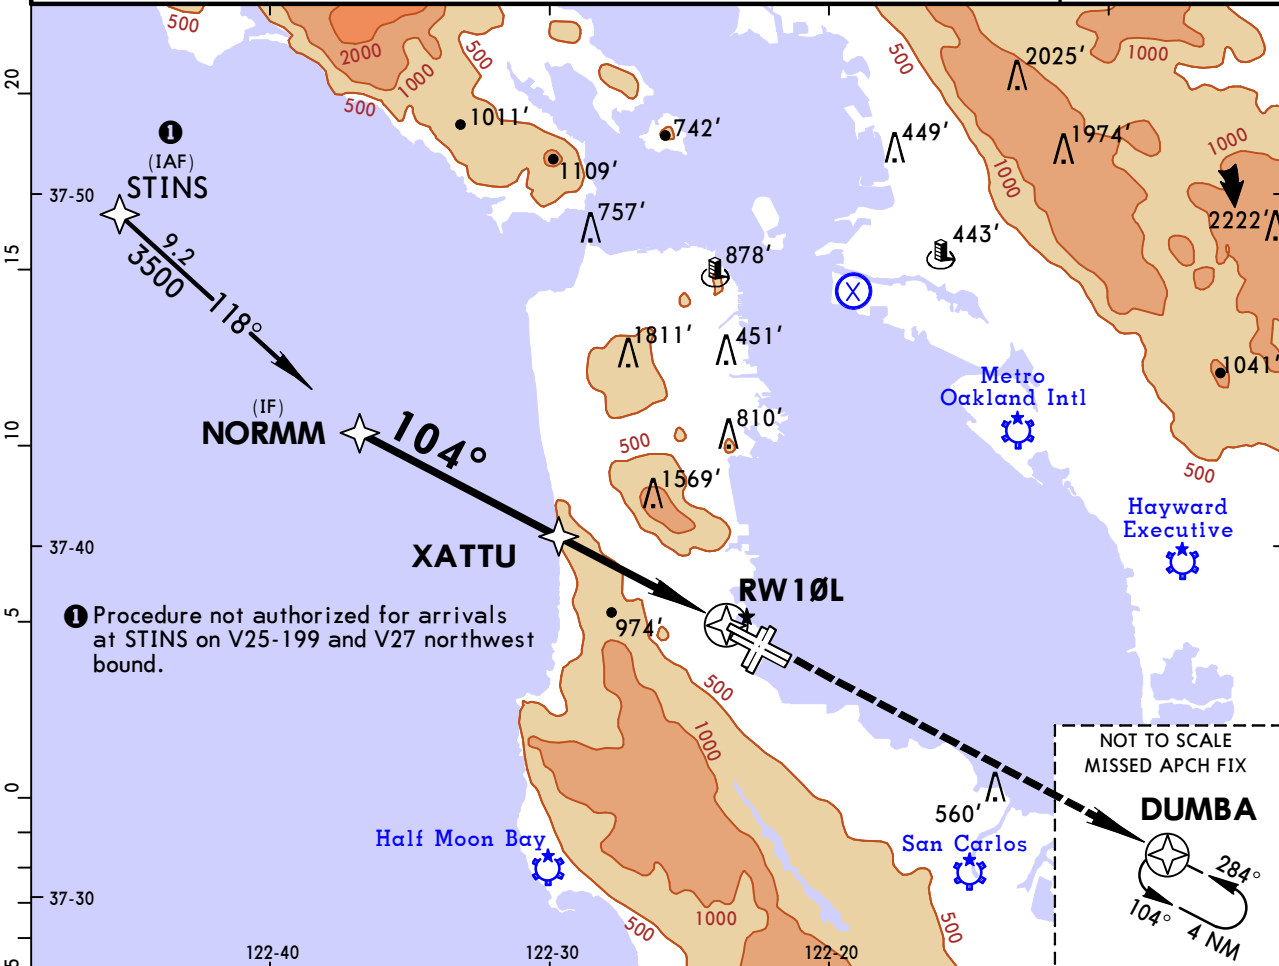 500
2000
1000
500
500
1011'
1109'
742'
757'
500
2025'
1000
449'
1974'
1000
1000
2222'
443'
878'
20
37-50
15
10
37-40
5
0
37-30
5
1
(IAF)
STINS
9.2
3500
118°
(IF)
NORMM
104°
1811'
451'
810'
500
1569'
1041'
500
Metro
Oakland Intl
Hayward
Executive
X
L
L
XATTU
RW10L
974'
1 Procedure not authorized for arrivals
at STINS on V25-199 and V27 northwest
bound.
500
1000
560'
Half Moon Bay
San Carlos
1000
500
500
NOT TO SCALE
MISSED APCH FIX
DUMBA
284°
104°
4 NM
122-40
122-30
122-20